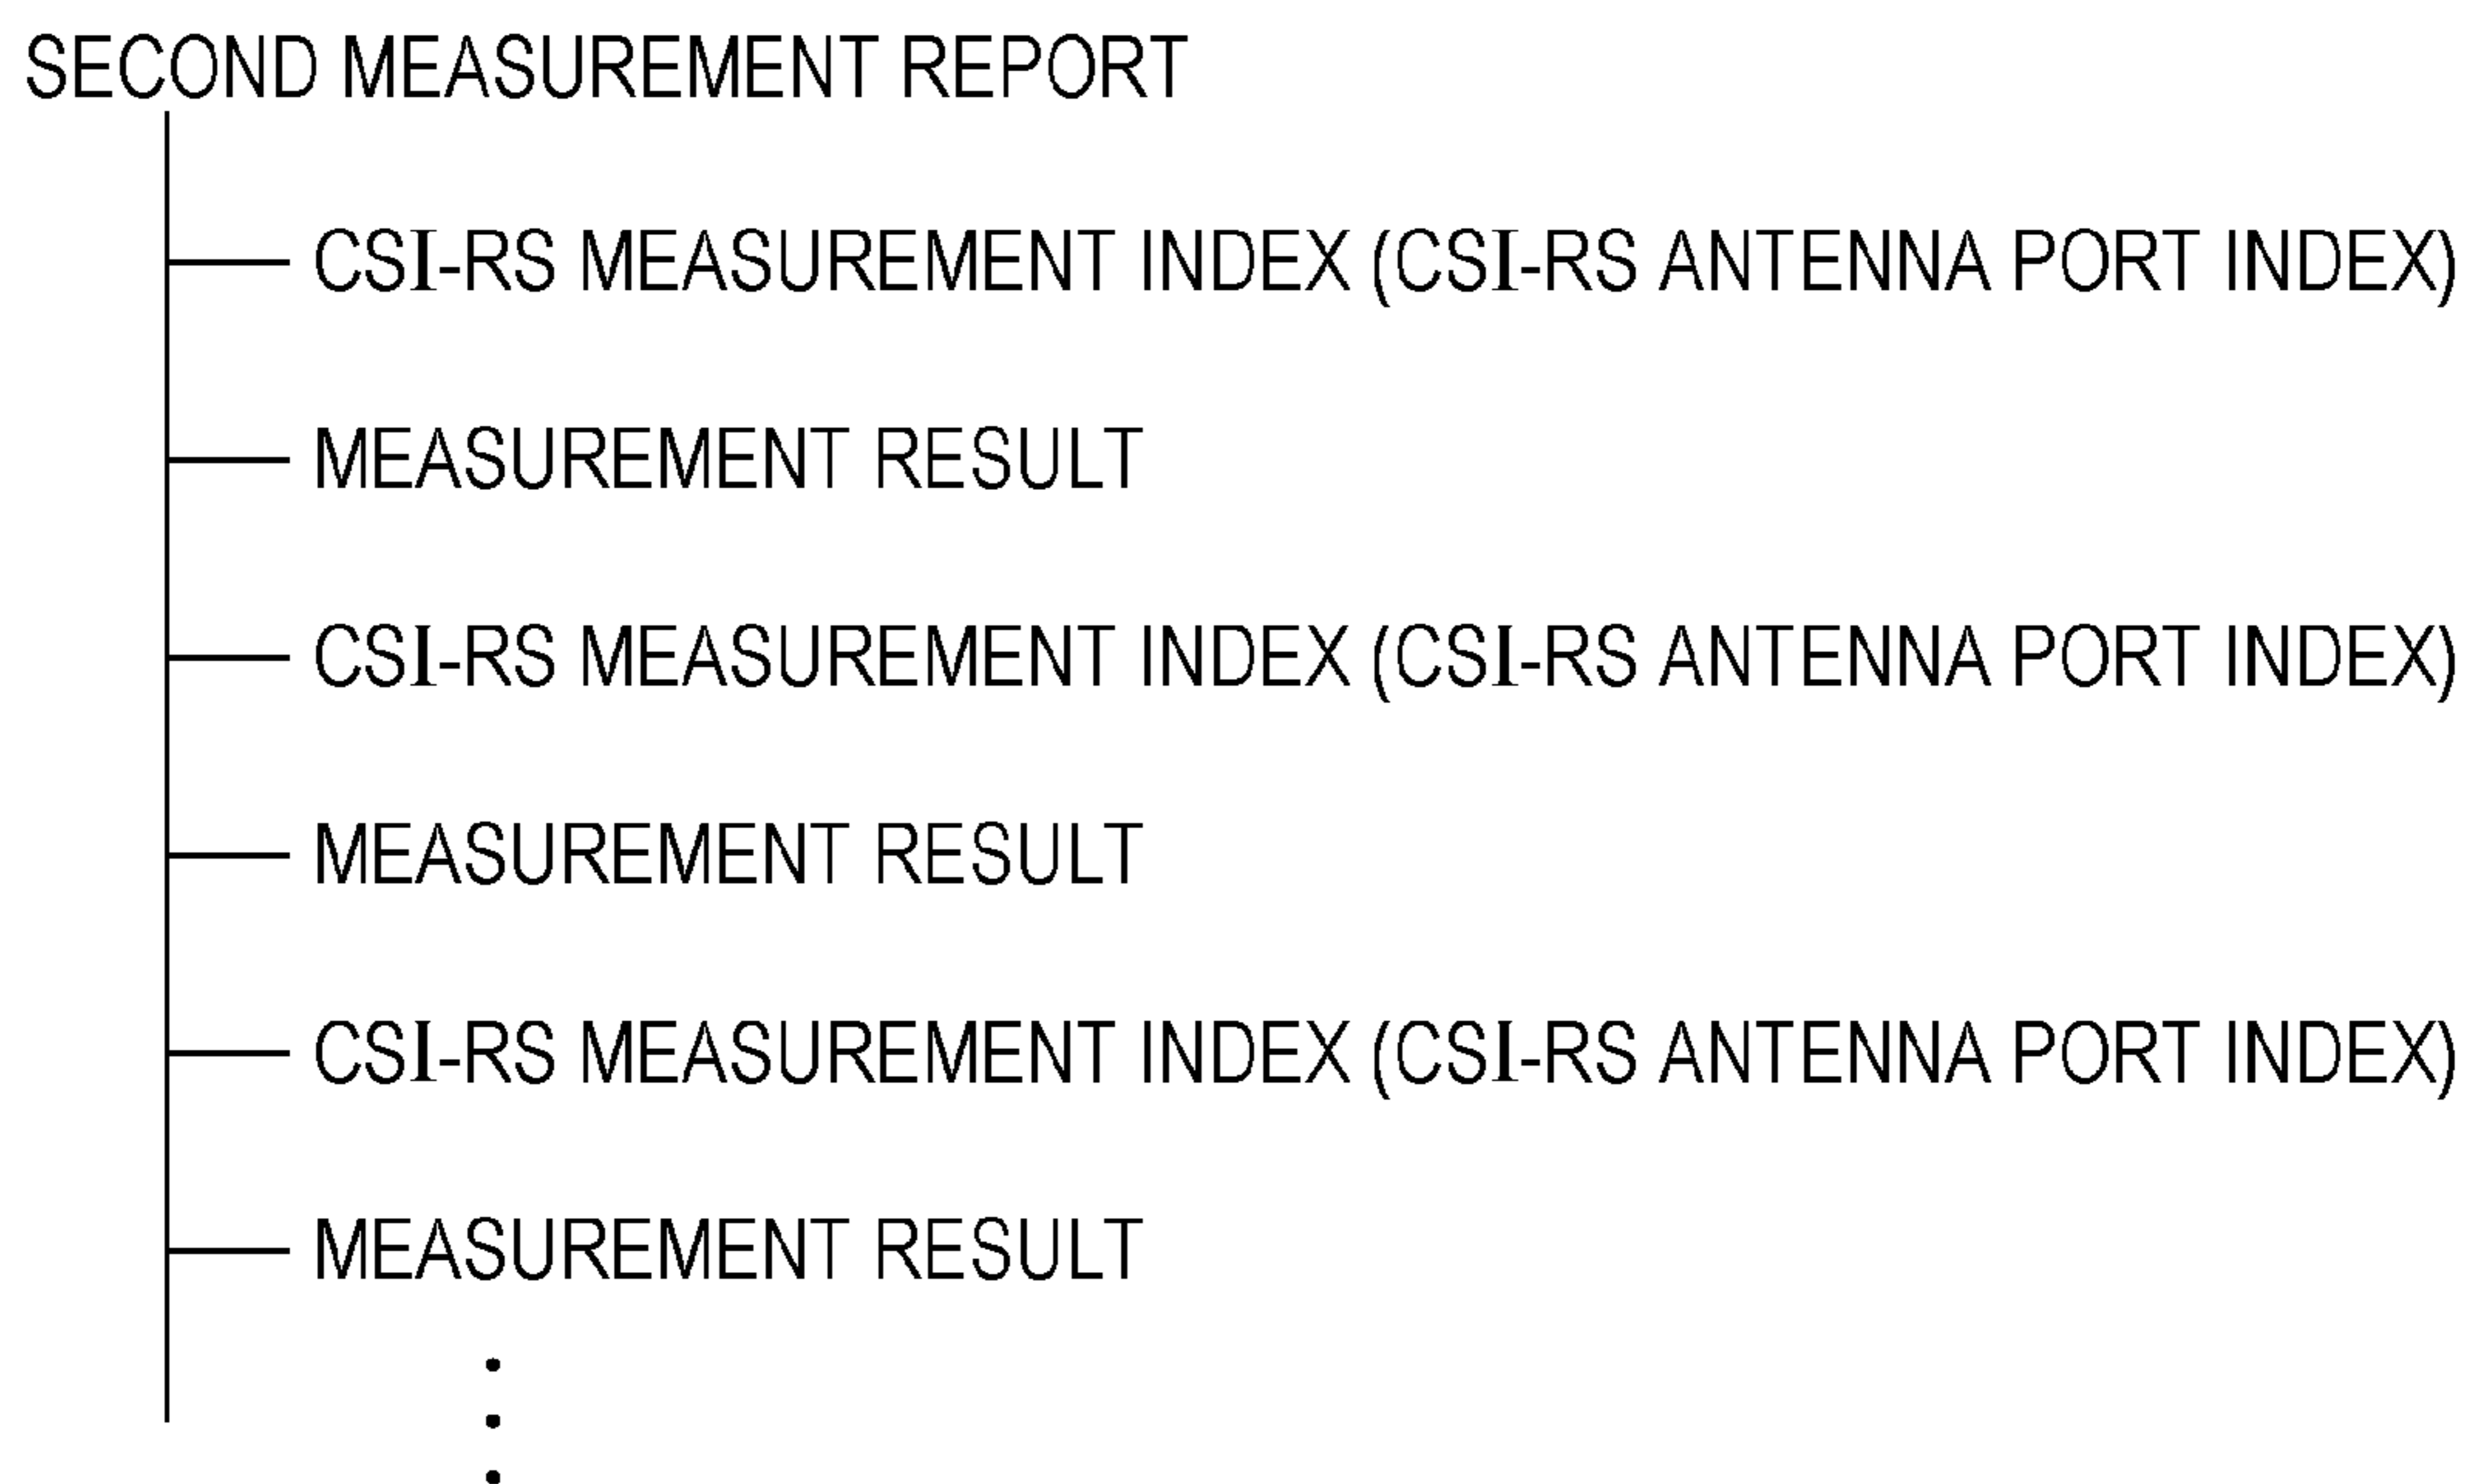 SECOND MEASUREMENT REPORT
CSI-RS MEASUREMENT INDEX (CSI-RS ANTENNA PORT INDEX)
MEASUREMENT RESULT
CSI-RS MEASUREMENT INDEX (CSI-RS ANTENNA PORT INDEX)
MEASUREMENT RESULT
CSI-RS MEASUREMENT INDEX (CSI-RS ANTENNA PORT INDEX)
MEASUREMENT RESULT